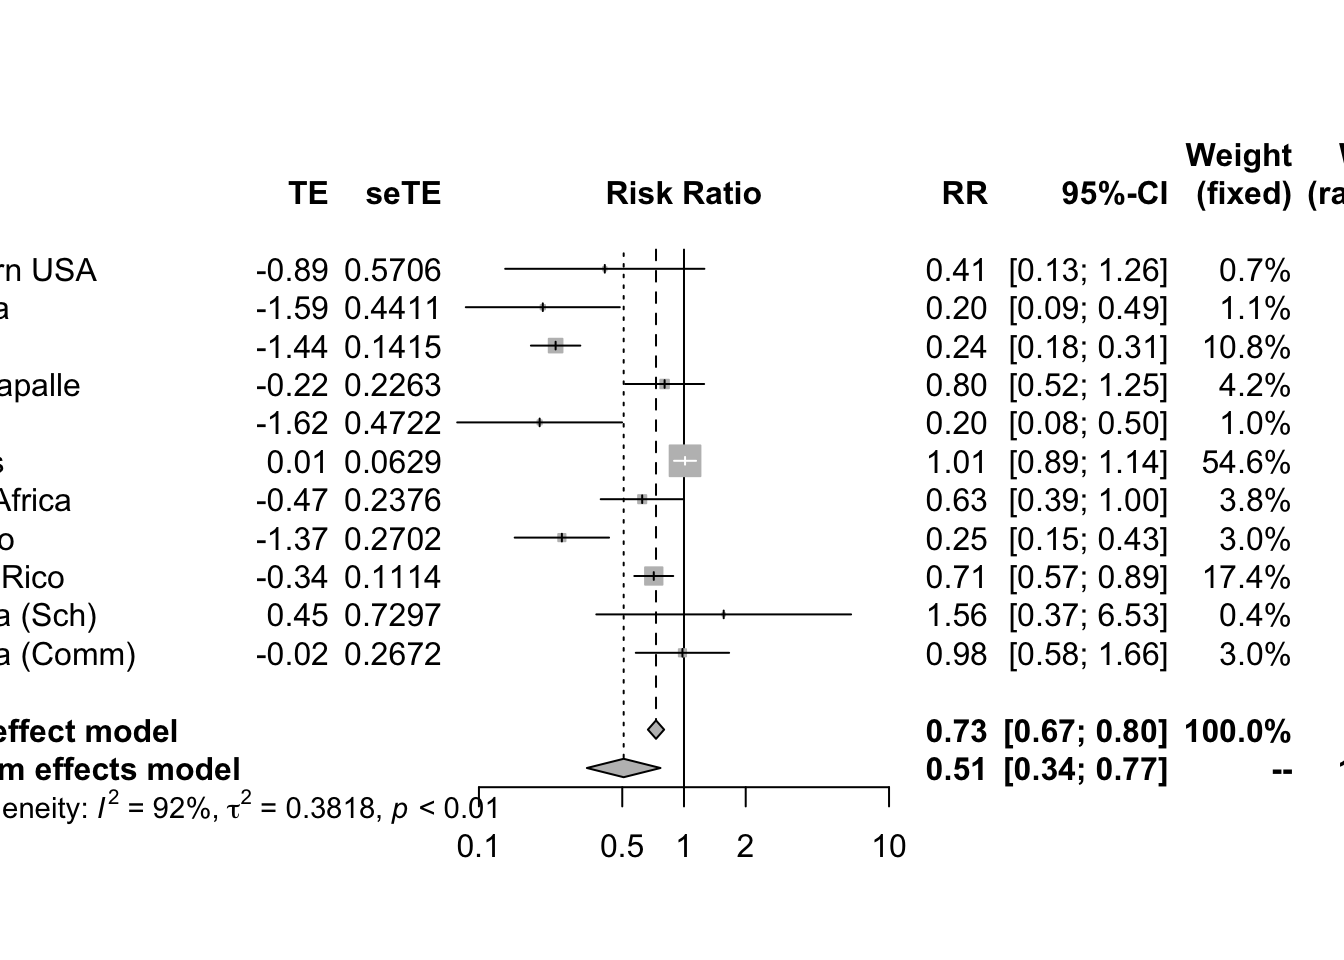 Weight W
TE seTE Risk Ratio RR 95%-CI (fixed) (ra
rn USA -0.89 0.5706 0.41 [0.13; 1.26] 0.7%
a -1.59 0.4411 0.20 [0.09; 0.49] 1.1%
-1.44 0.1415 0.24 [0.18; 0.31] 10.8%
apalle -0.22 0.2263 0.80 [0.52; 1.25] 4.2%
-1.62 0.4722 0.20 [0.08; 0.50] 1.0%
s 0.01 0.0629 1.01 [0.89; 1.14] 54.6%
Africa -0.47 0.2376 0.63 [0.39; 1.00] 3.8%
o -1.37 0.2702 0.25 [0.15; 0.43] 3.0%
Rico -0.34 0.1114 0.71 [0.57; 0.89] 17.4%
a (Sch) 0.45 0.7297 1.56 [0.37; 6.53] 0.4%
a (Comm) -0.02 0.2672 0.98 [0.58; 1.66] 3.0%
effect model 0.73 [0.67; 0.80] 100.0%
m effects model 0.51 [0.34; 0.77] -- 1
eneity: I² = 92%, τ² = 0.3818, p < 0.01
0.1 0.5 1 2 10